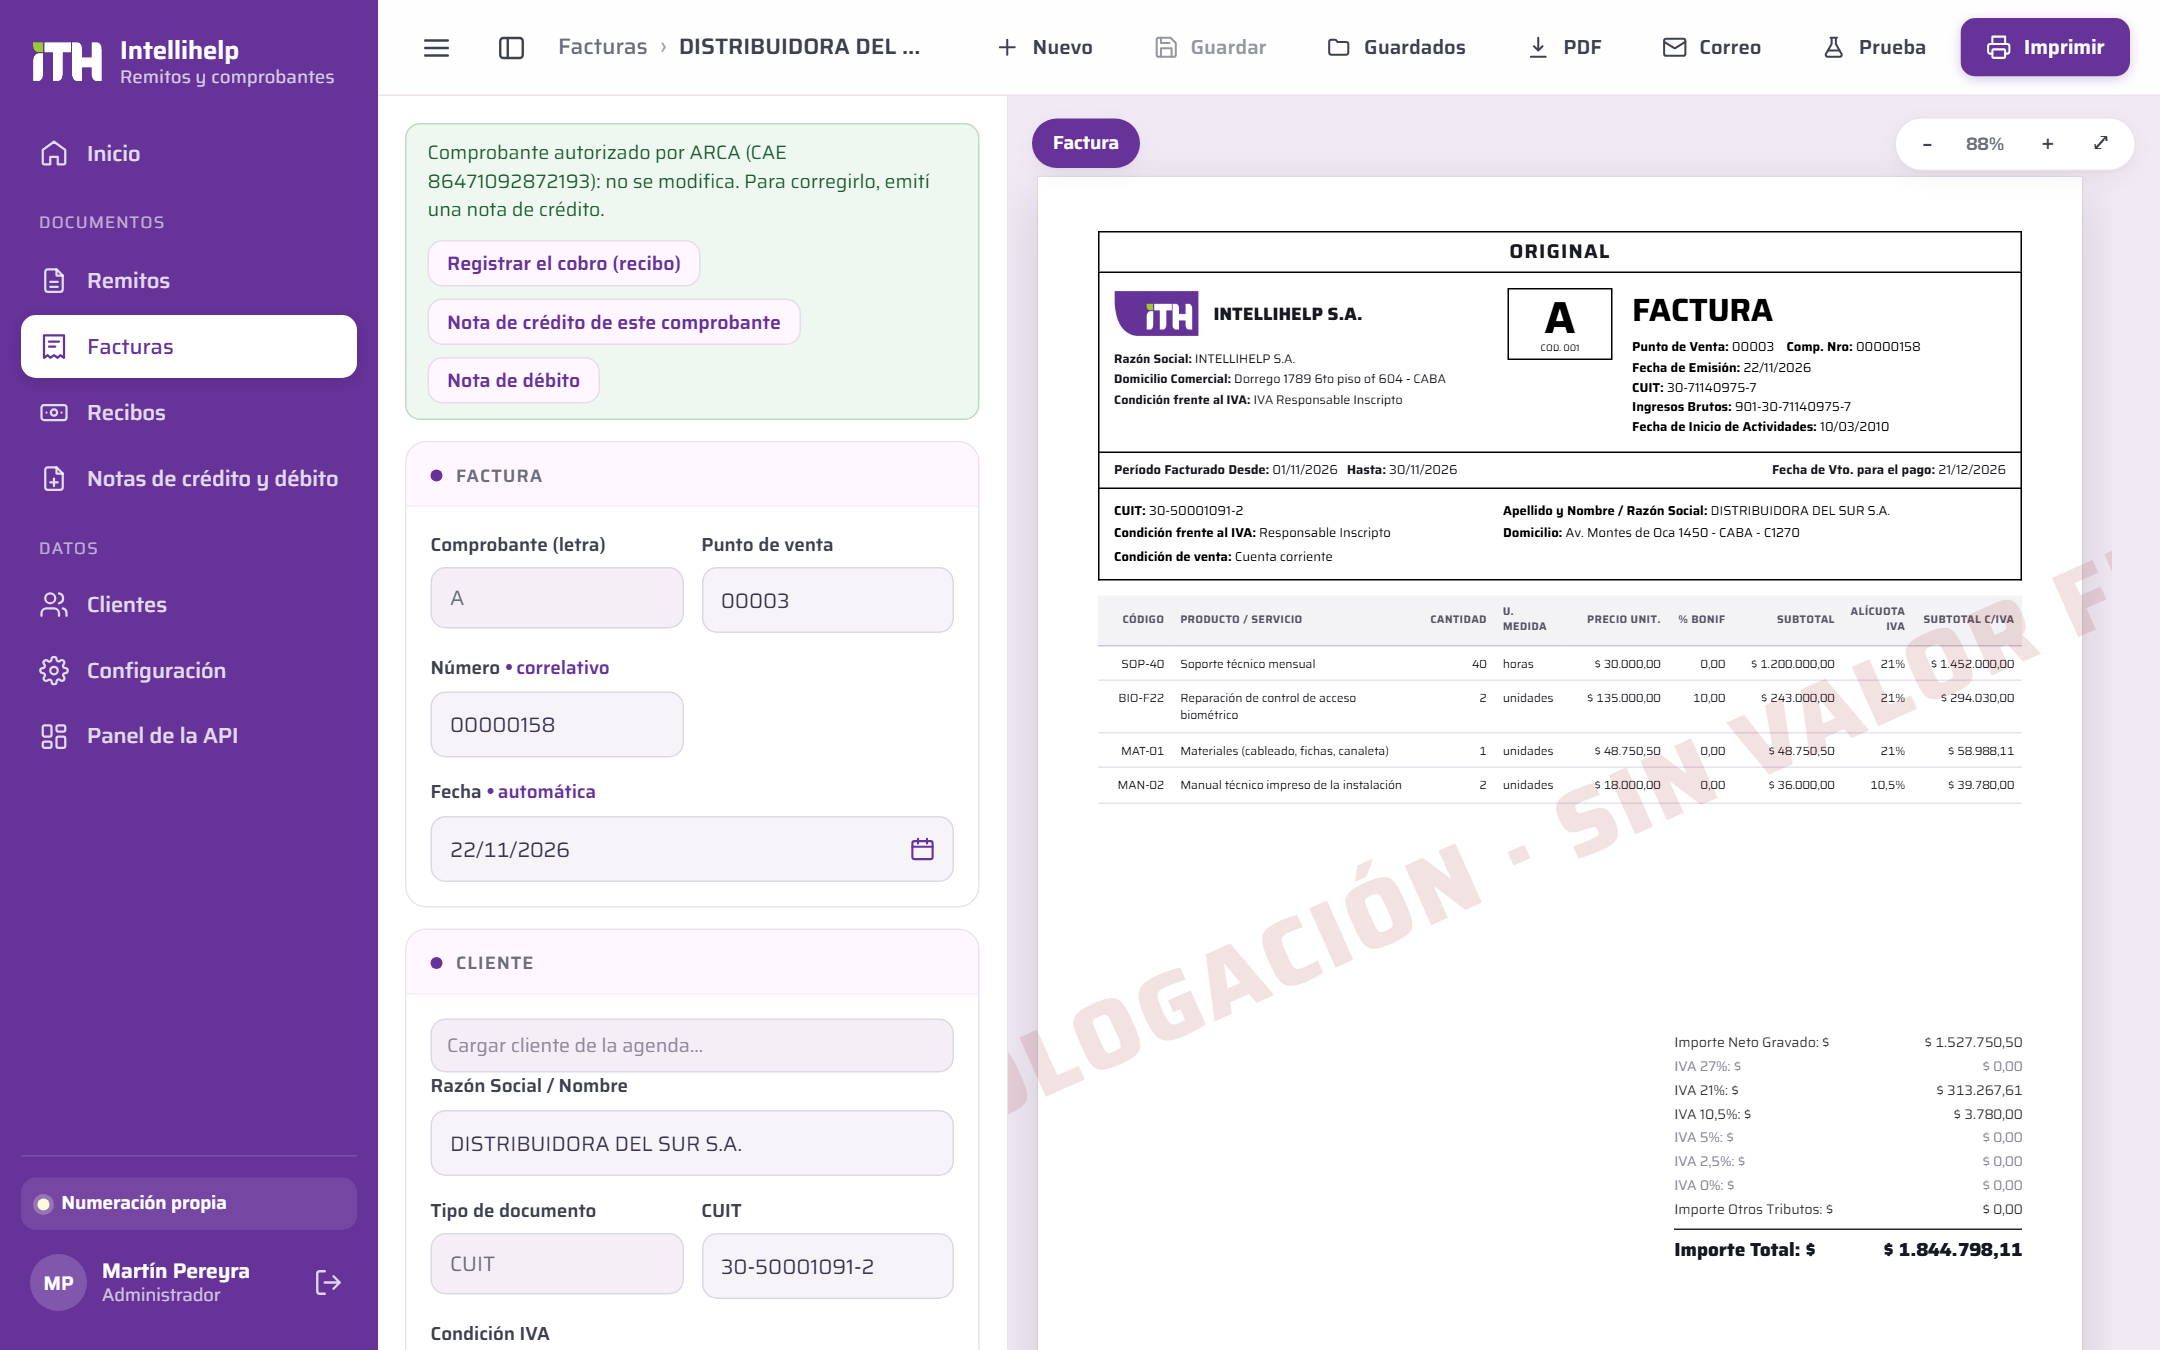 iTH
Intellihelp
Remitos y comprobantes
Inicio
DOCUMENTOS
Remitos
Facturas
Recibos
Notas de crédito y débito
DATOS
Clientes
Configuración
Panel de la API
Numeración propia
MP
Martín Pereyra
Administrador
Facturas › DISTRIBUIDORA DEL ...
Nuevo
Guardar
Guardados
PDF
Correo
Prueba
Imprimir
Comprobante autorizado por ARCA (CAE
86471092872193): no se modifica. Para corregirlo, emití
una nota de crédito.
Registrar el cobro (recibo)
Nota de crédito de este comprobante
Nota de débito
FACTURA
Comprobante (letra) Punto de venta
A 00003
Número • correlativo
00000158
Fecha • automática
22/11/2026
CLIENTE
Cargar cliente de la agenda...
Razón Social / Nombre
DISTRIBUIDORA DEL SUR S.A.
Tipo de documento CUIT
CUIT 30-50001091-2
Condición IVA
Factura
– 88% +
ORIGINAL
iTH INTELLIHELP S.A.
Razón Social: INTELLIHELP S.A.
Domicilio Comercial: Dorrego 1789 6to piso of 604 - CABA
Condición frente al IVA: IVA Responsable Inscripto
A
COD. 001
FACTURA
Punto de Venta: 00003 Comp. Nro: 00000158
Fecha de Emisión: 22/11/2026
CUIT: 30-71140975-7
Ingresos Brutos: 901-30-71140975-7
Fecha de Inicio de Actividades: 10/03/2010
Período Facturado Desde: 01/11/2026 Hasta: 30/11/2026 Fecha de Vto. para el pago: 21/12/2026
CUIT: 30-50001091-2 Apellido y Nombre / Razón Social: DISTRIBUIDORA DEL SUR S.A.
Condición frente al IVA: Responsable Inscripto Domicilio: Av. Montes de Oca 1450 - CABA - C1270
Condición de venta: Cuenta corriente
CÓDIGO PRODUCTO / SERVICIO CANTIDAD U. MEDIDA PRECIO UNIT. % BONIF SUBTOTAL ALÍCUOTA IVA SUBTOTAL C/IVA
SOP-40 Soporte técnico mensual 40 horas $ 30.000,00 0,00 $ 1.200.000,00 21% $ 1.452.000,00
BIO-F22 Reparación de control de acceso biométrico 2 unidades $ 135.000,00 10,00 $ 243.000,00 21% $ 294.030,00
MAT-01 Materiales (cableado, fichas, canaleta) 1 unidades $ 48.750,50 0,00 $ 48.750,50 21% $ 58.988,11
MAN-02 Manual técnico impreso de la instalación 2 unidades $ 18.000,00 0,00 $ 36.000,00 10,5% $ 39.780,00
OLOGACIÓN · SIN VALOR F
Importe Neto Gravado: $ $ 1.527.750,50
IVA 27%: $ $ 0,00
IVA 21%: $ $ 313.267,61
IVA 10,5%: $ $ 3.780,00
IVA 5%: $ $ 0,00
IVA 2,5%: $ $ 0,00
IVA 0%: $ $ 0,00
Importe Otros Tributos: $ $ 0,00
Importe Total: $ $ 1.844.798,11